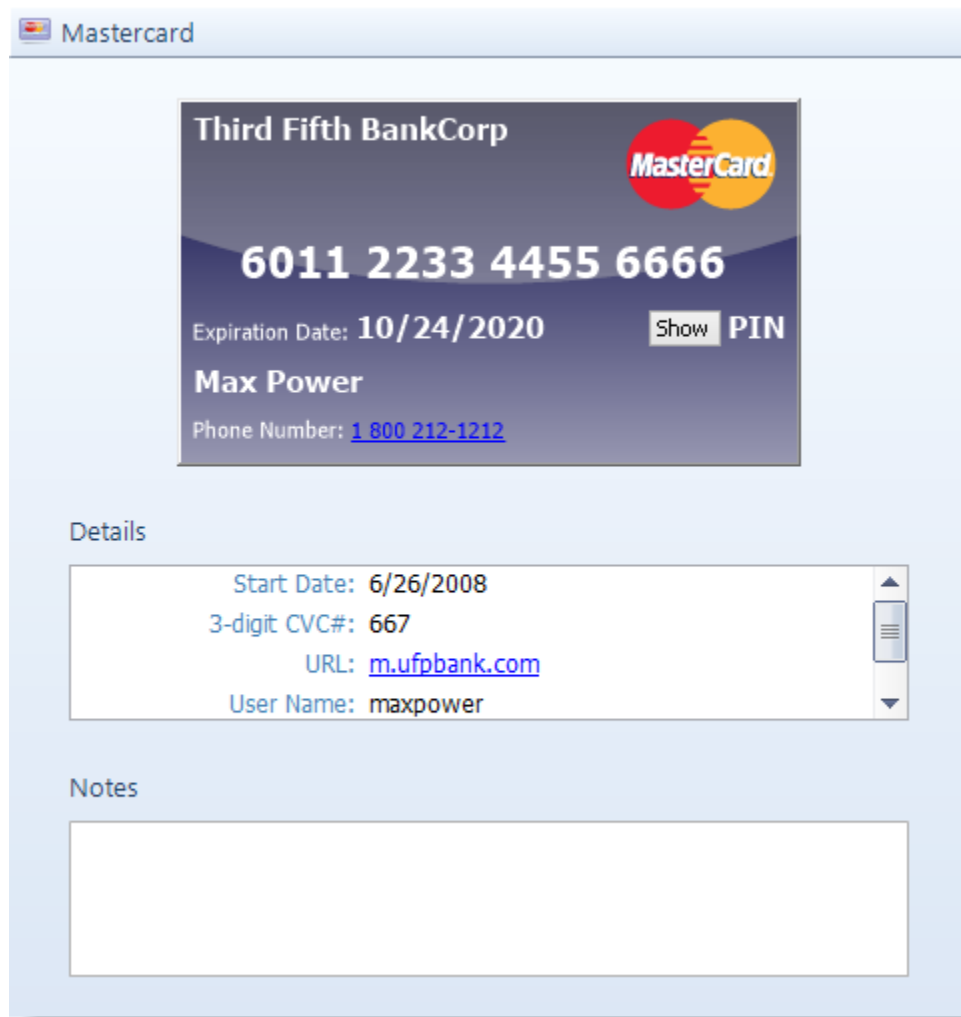 Mastercard
Third Fifth BankCorp
MasterCard
6011 2233 4455 6666
Expiration Date: 10/24/2020 Show PIN
Max Power
Phone Number: 1 800 212-1212
Details
Start Date: 6/26/2008
3-digit CVC#: 667
URL: m.ufpbank.com
User Name: maxpower
Notes